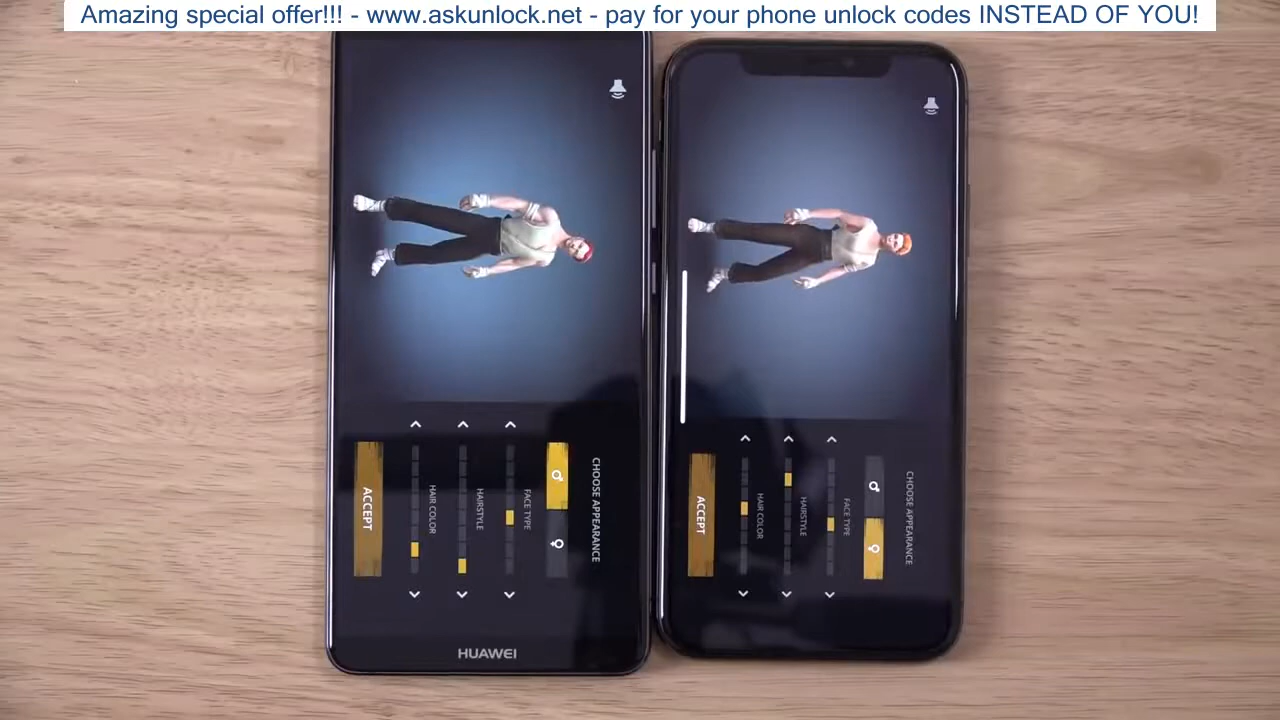 Amazing special offer!!! - www.askunlock.net - pay for your phone unlock codes INSTEAD OF YOU!
CHOOSE APPEARANCE
FACE TYPE
HAIRSTYLE
HAIR COLOR
ACCEPT
HUAWEI
CHOOSE APPEARANCE
FACE TYPE
HAIRSTYLE
HAIR COLOR
ACCEPT